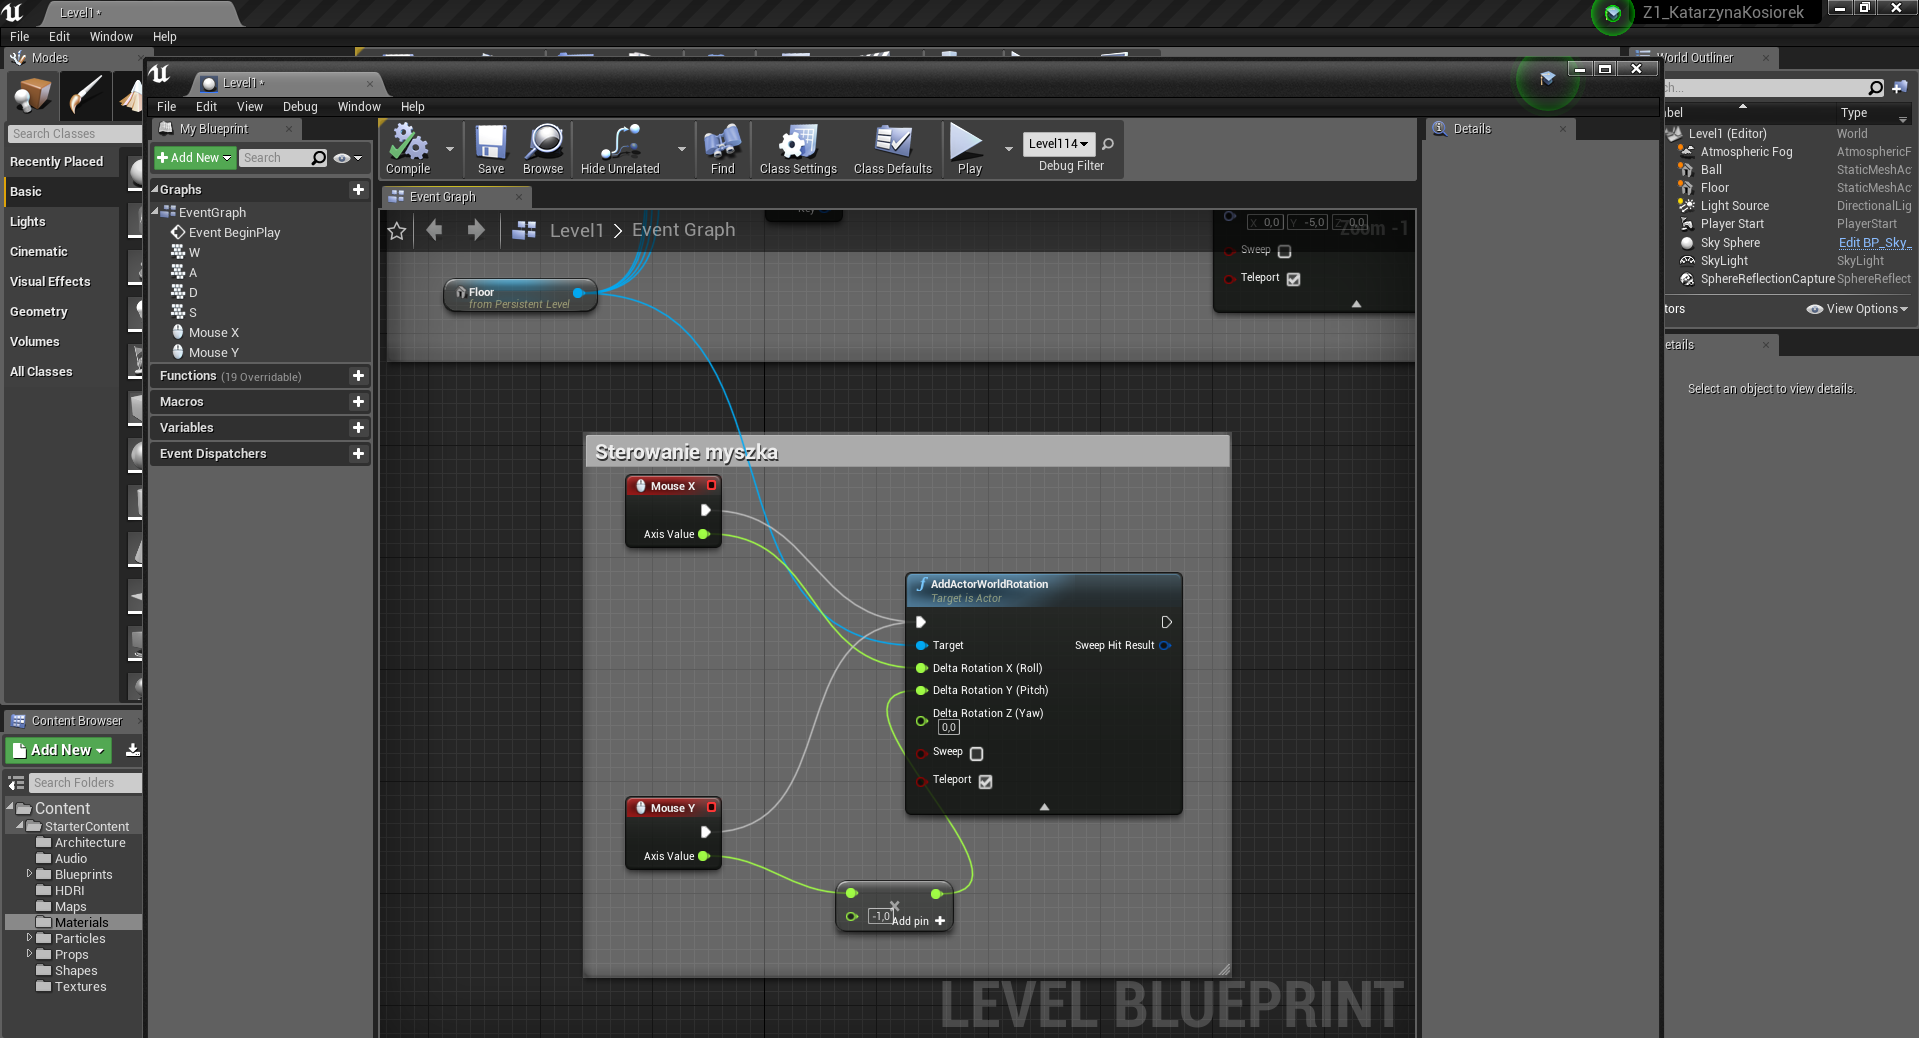 Level1*
Z1_KatarzynaKosiorek
File Edit Window Help
Modes
World Outliner
Level1*
File Edit View Debug Window Help
Search Classes
Recently Placed
Basic
Lights
Cinematic
Visual Effects
Geometry
Volumes
All Classes
My Blueprint
Add New
Search
Graphs
EventGraph
Event BeginPlay
W
A
D
S
Mouse X
Mouse Y
Functions (19 Overridable)
Macros
Variables
Event Dispatchers
Compile
Save
Browse
Hide Unrelated
Find
Class Settings
Class Defaults
Play
Level114
Debug Filter
Event Graph
Level1 > Event Graph
Zoom -1
X 0,0 Y -5,0 Z 0,0
Sweep
Teleport
Floor
from Persistent Level
Sterowanie myszka
Mouse X
Axis Value
AddActorWorldRotation
Target is Actor
Target
Sweep Hit Result
Delta Rotation X (Roll)
Delta Rotation Y (Pitch)
Delta Rotation Z (Yaw)
0,0
Sweep
Teleport
Mouse Y
Axis Value
-1,0
Add pin
LEVEL BLUEPRINT
Details
Type
Level1 (Editor) World
Atmospheric Fog AtmosphericF
Ball StaticMeshAc
Floor StaticMeshAc
Light Source DirectionalLig
Player Start PlayerStart
Sky Sphere Edit BP_Sky_
SkyLight SkyLight
SphereReflectionCapture SphereReflect
tors
View Options
etails
Select an object to view details.
Content Browser
Add New
Search Folders
Content
StarterContent
Architecture
Audio
Blueprints
HDRI
Maps
Materials
Particles
Props
Shapes
Textures